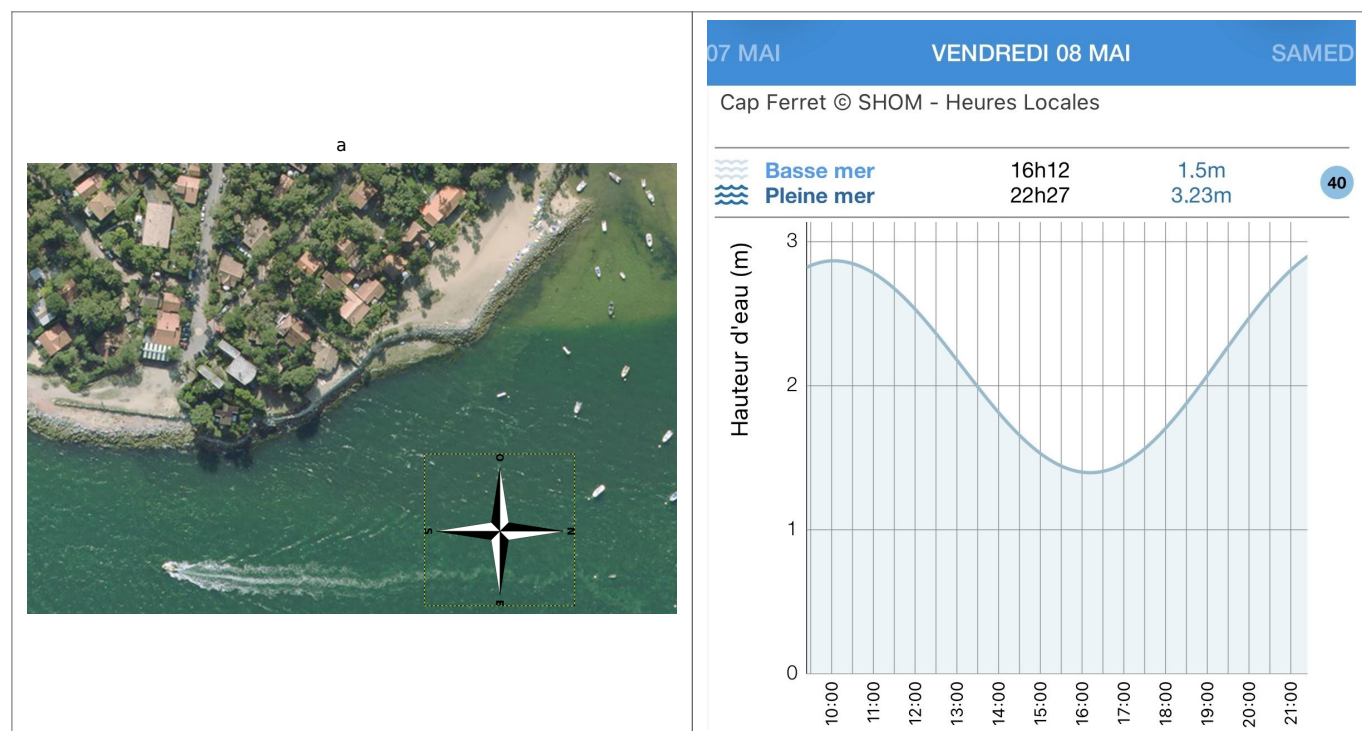 a
O
S
N
E
07 MAI VENDREDI 08 MAI SAMED
Cap Ferret © SHOM - Heures Locales
Basse mer 16h12 1.5m
Pleine mer 22h27 3.23m
40
Hauteur d'eau (m)
3
2
1
0
10:00 11:00 12:00 13:00 14:00 15:00 16:00 17:00 18:00 19:00 20:00 21:00